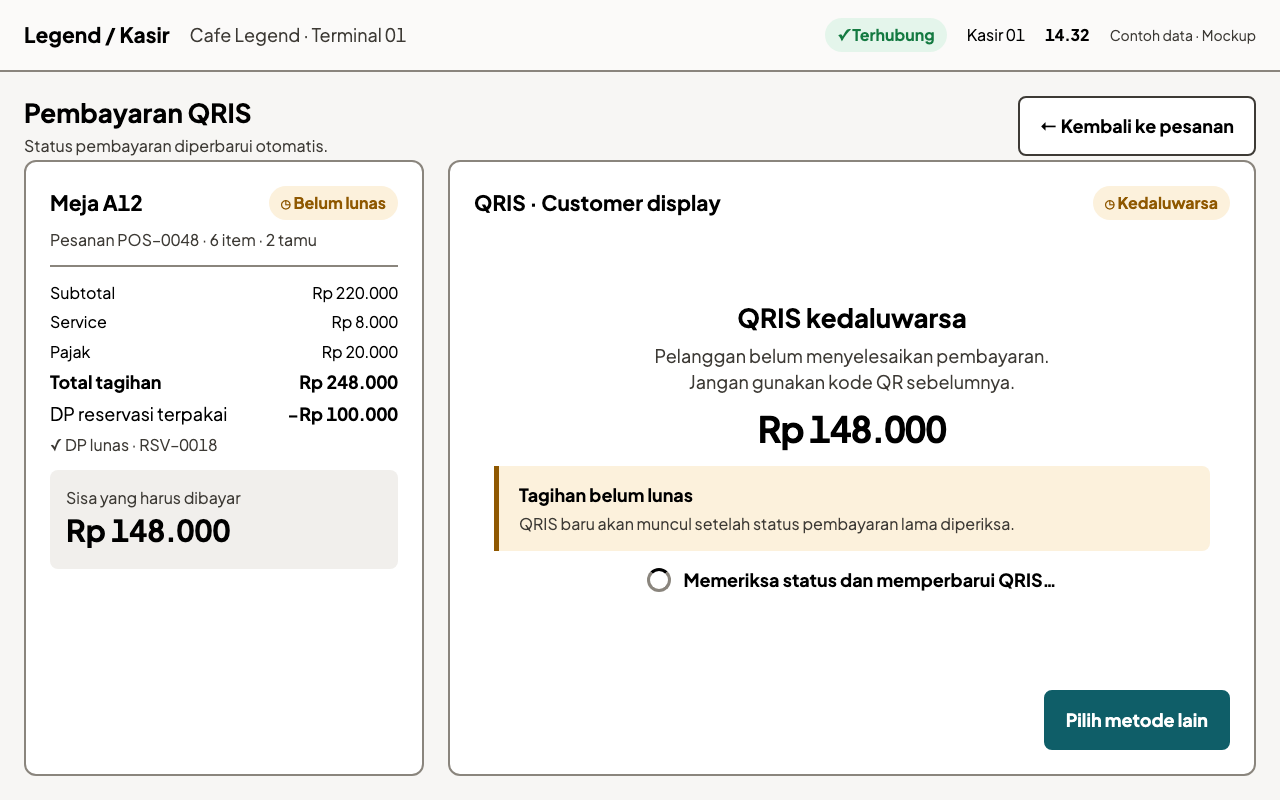 Legend / Kasir Cafe Legend · Terminal 01 ✓Terhubung Kasir 01 14.32 Contoh data · Mockup
Pembayaran QRIS
← Kembali ke pesanan
Status pembayaran diperbarui otomatis.
Meja A12 ◷ Belum lunas
Pesanan POS-0048 · 6 item · 2 tamu
Subtotal Rp 220.000
Service Rp 8.000
Pajak Rp 20.000
Total tagihan Rp 248.000
DP reservasi terpakai −Rp 100.000
✓ DP lunas · RSV-0018
Sisa yang harus dibayar
Rp 148.000
QRIS · Customer display ◷ Kedaluwarsa
QRIS kedaluwarsa
Pelanggan belum menyelesaikan pembayaran.
Jangan gunakan kode QR sebelumnya.
Rp 148.000
Tagihan belum lunas
QRIS baru akan muncul setelah status pembayaran lama diperiksa.
Memeriksa status dan memperbarui QRIS…
Pilih metode lain